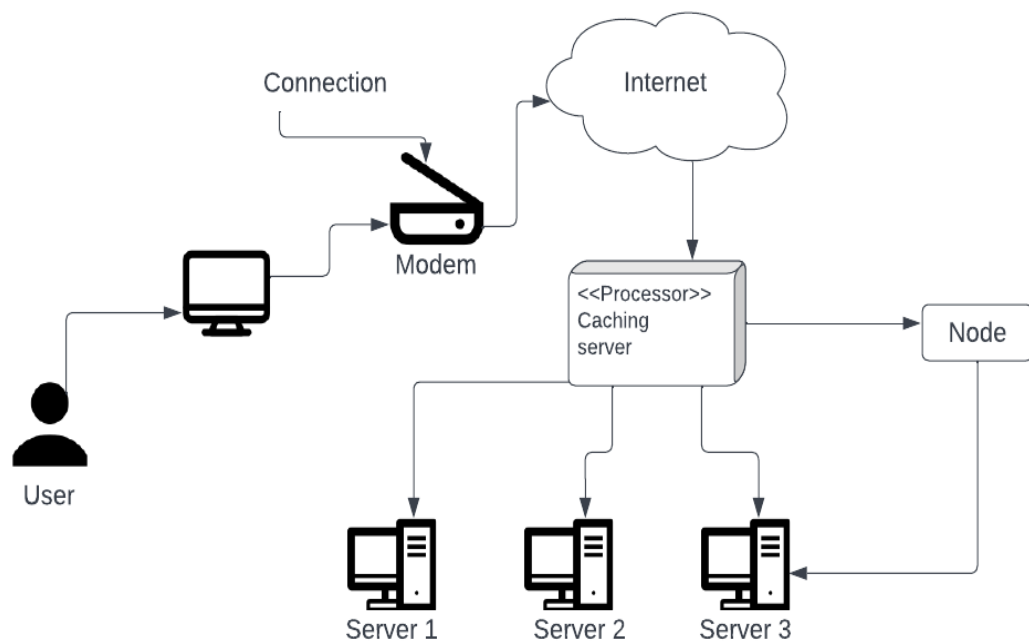 Connection
Internet
Modem
<<Processor>>
Caching
server
Node
User
Server 1
Server 2
Server 3